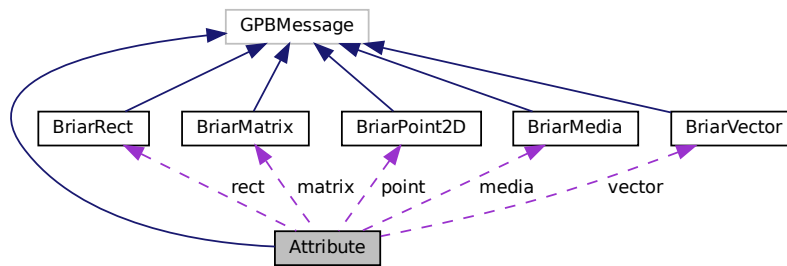 GPBMessage
BriarRect
BriarMatrix
BriarPoint2D
BriarMedia
BriarVector
rect
matrix
point
media
vector
Attribute